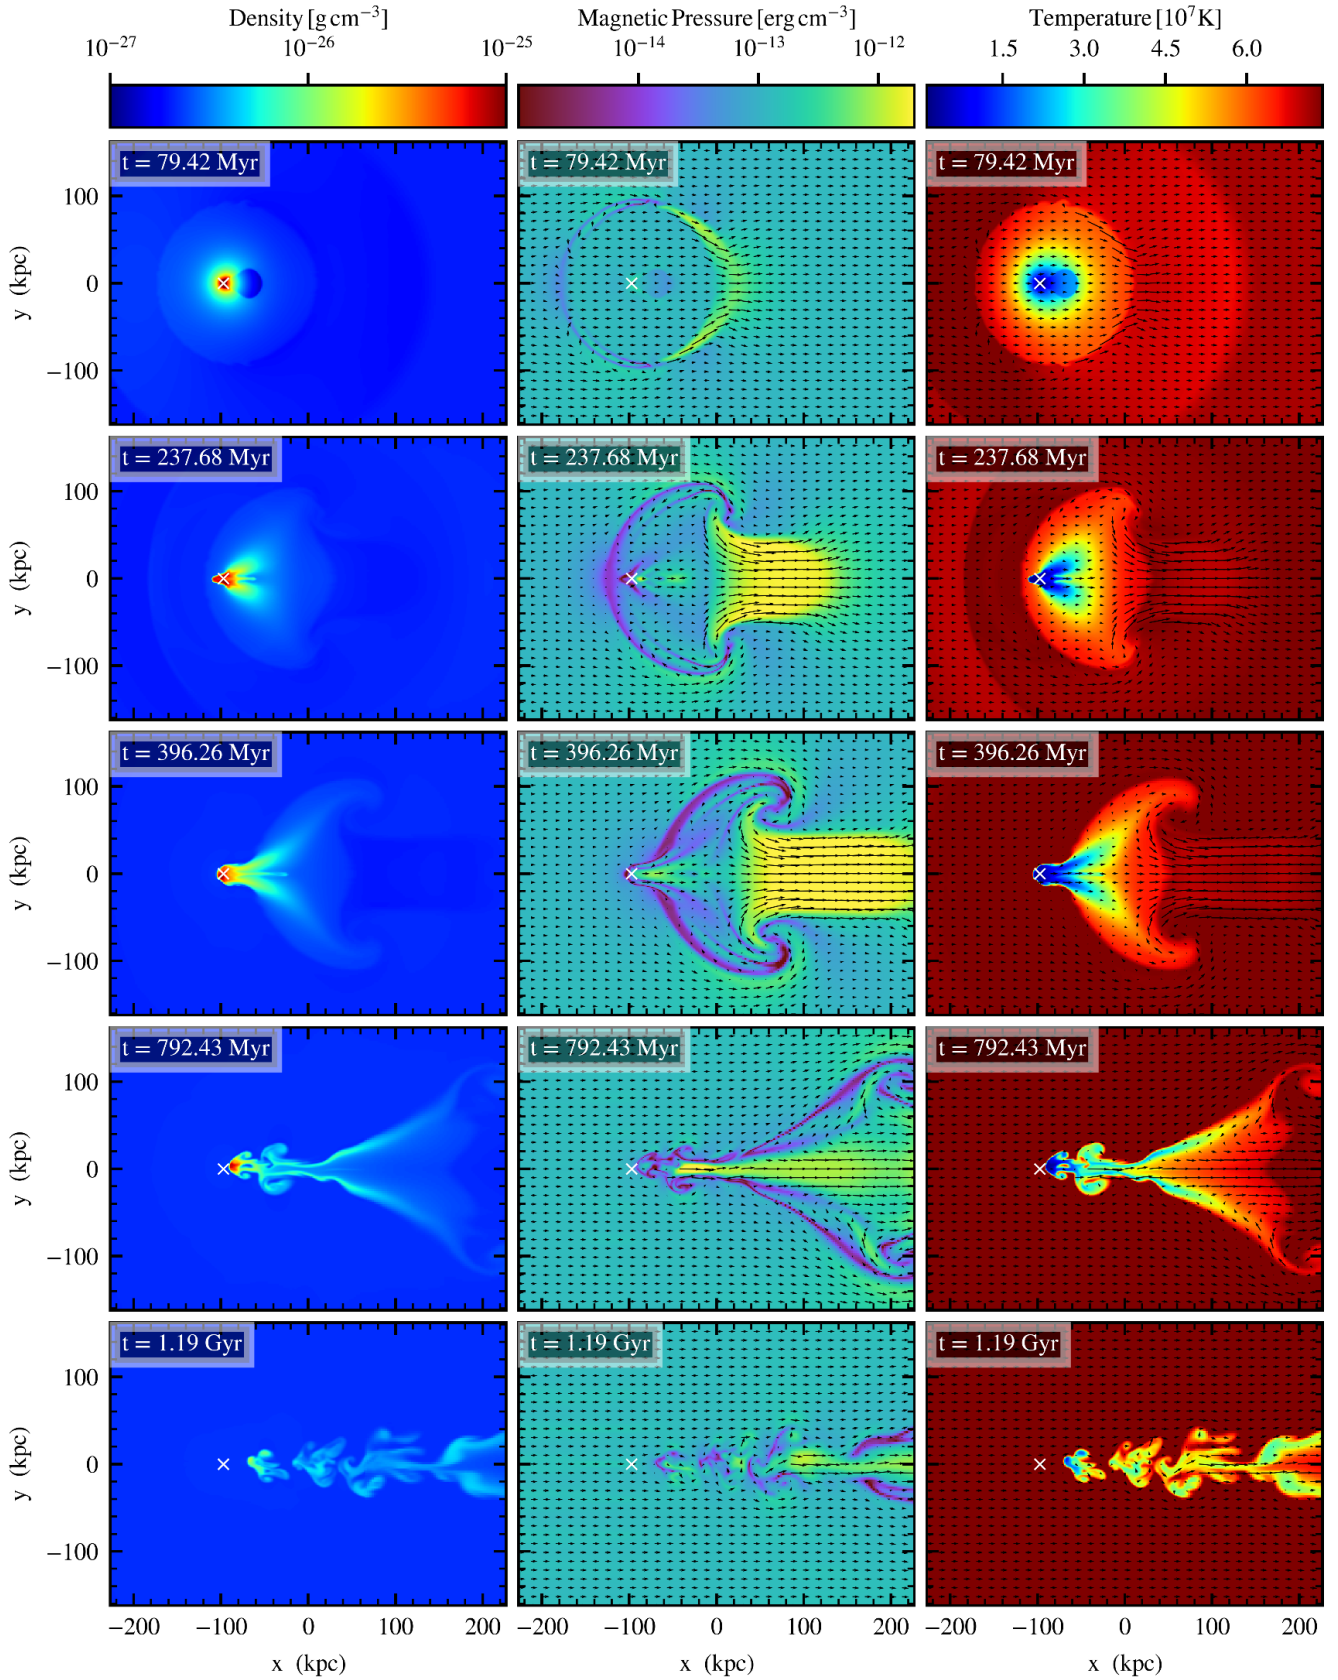 Density [g cm−3] Magnetic Pressure [erg cm−3] Temperature [10^7 K]
10−27 10−26 10−25 10−14 10−13 10−12 1.5 3.0 4.5 6.0
t = 79.42 Myr t = 79.42 Myr t = 79.42 Myr
100
0
−100
y (kpc)
t = 237.68 Myr t = 237.68 Myr t = 237.68 Myr
100
0
−100
y (kpc)
t = 396.26 Myr t = 396.26 Myr t = 396.26 Myr
100
0
−100
y (kpc)
t = 792.43 Myr t = 792.43 Myr t = 792.43 Myr
100
0
−100
y (kpc)
t = 1.19 Gyr t = 1.19 Gyr t = 1.19 Gyr
100
0
−100
y (kpc)
−200 −100 0 100 200 −200 −100 0 100 200 −200 −100 0 100 200
x (kpc) x (kpc) x (kpc)